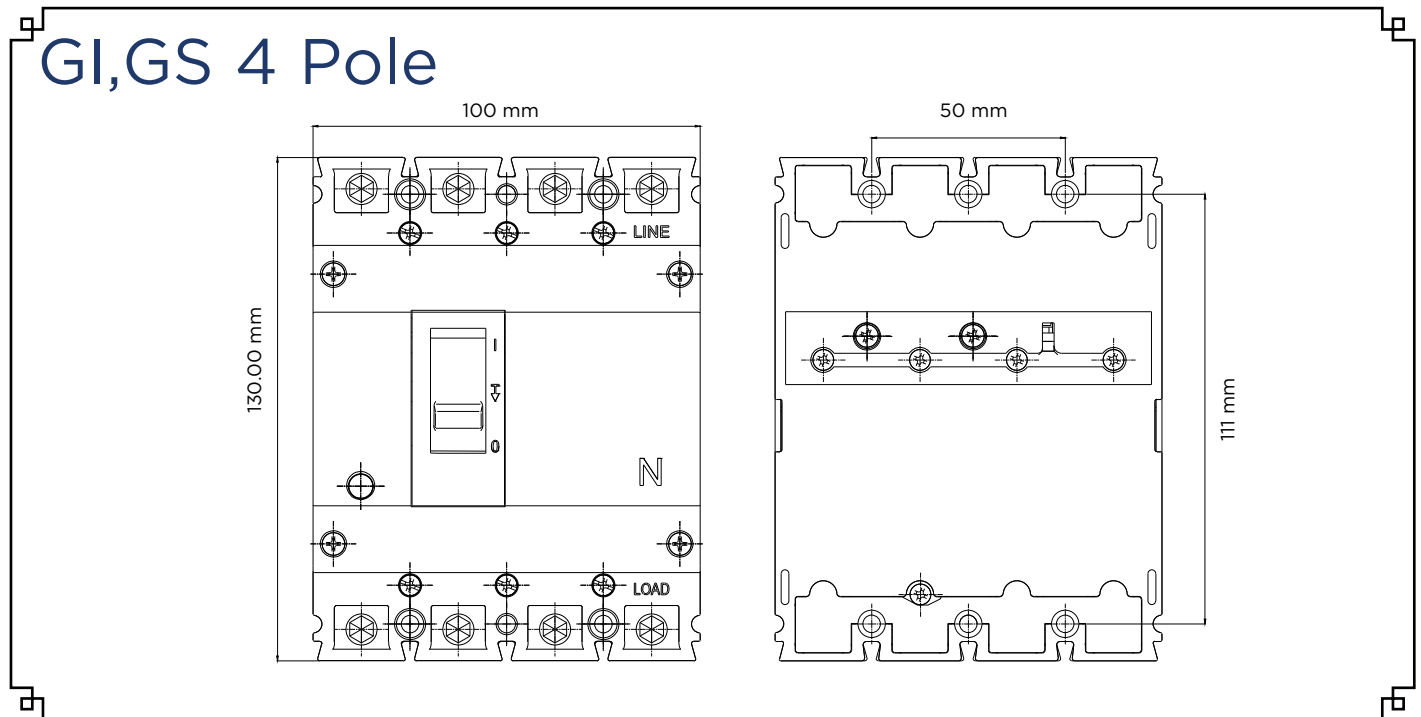 GI,GS 4 Pole
100 mm
50 mm
LINE
130.00 mm
I
111 mm
0
N
LOAD